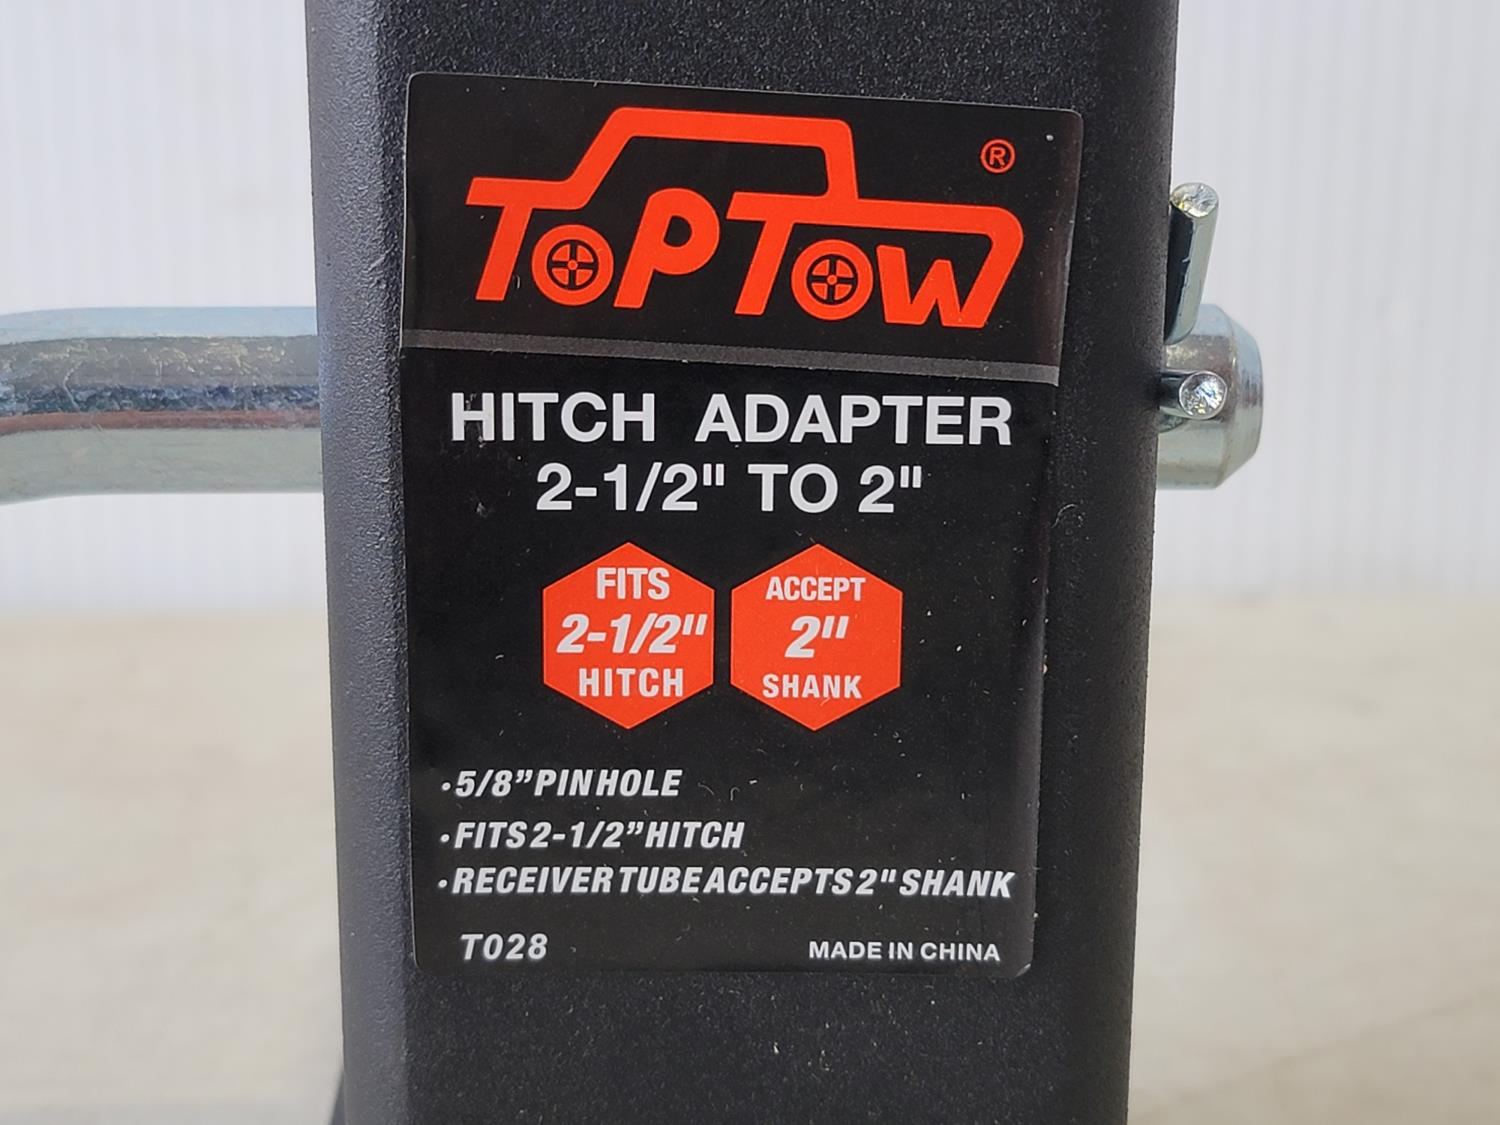 TOPTOW®
HITCH ADAPTER
2-1/2" TO 2"
FITS
2-1/2"
HITCH
ACCEPT
2"
SHANK
·5/8”PINHOLE
·FITS2-1/2”HITCH
·RECEIVERTUBEACCEPTS2"SHANK
T028
MADE IN CHINA